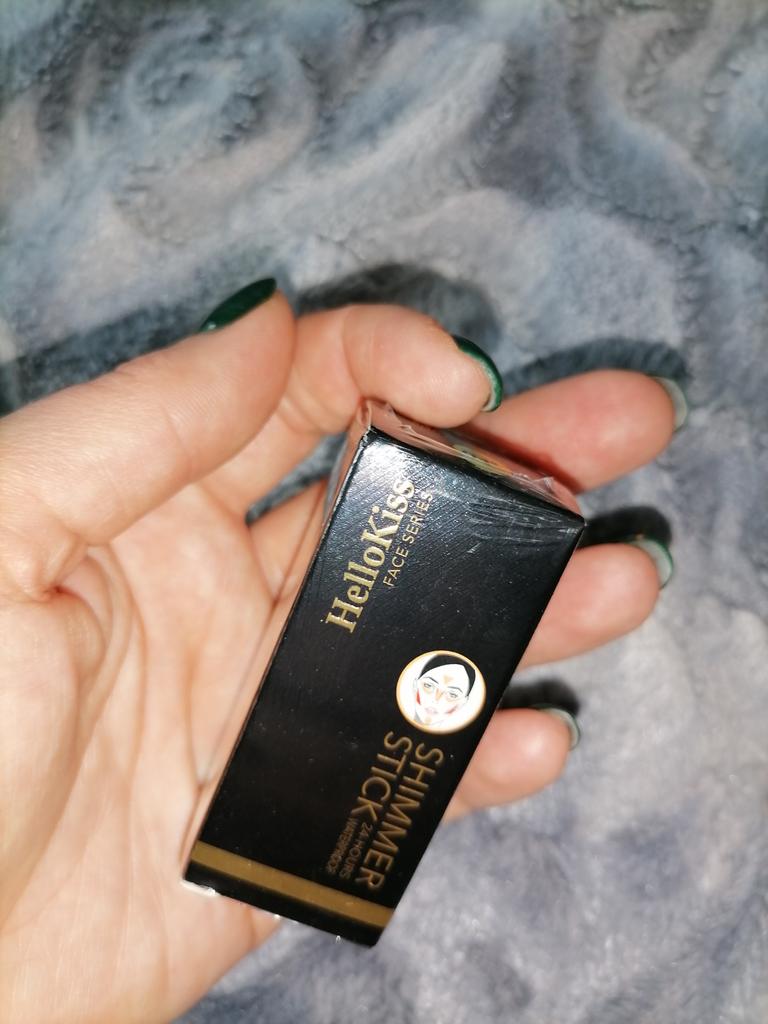 HelloKiss
FACE SERIES
SHIMMER
STICK 24 HOURS
WATERPROOF